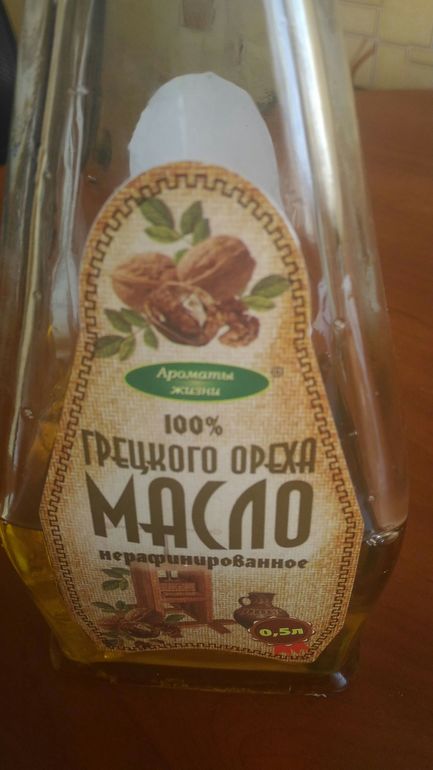 Ароматы
жизни
®
100%
ГРЕЦКОГО ОРЕХА
МАСЛО
нерафинированное
0,5л